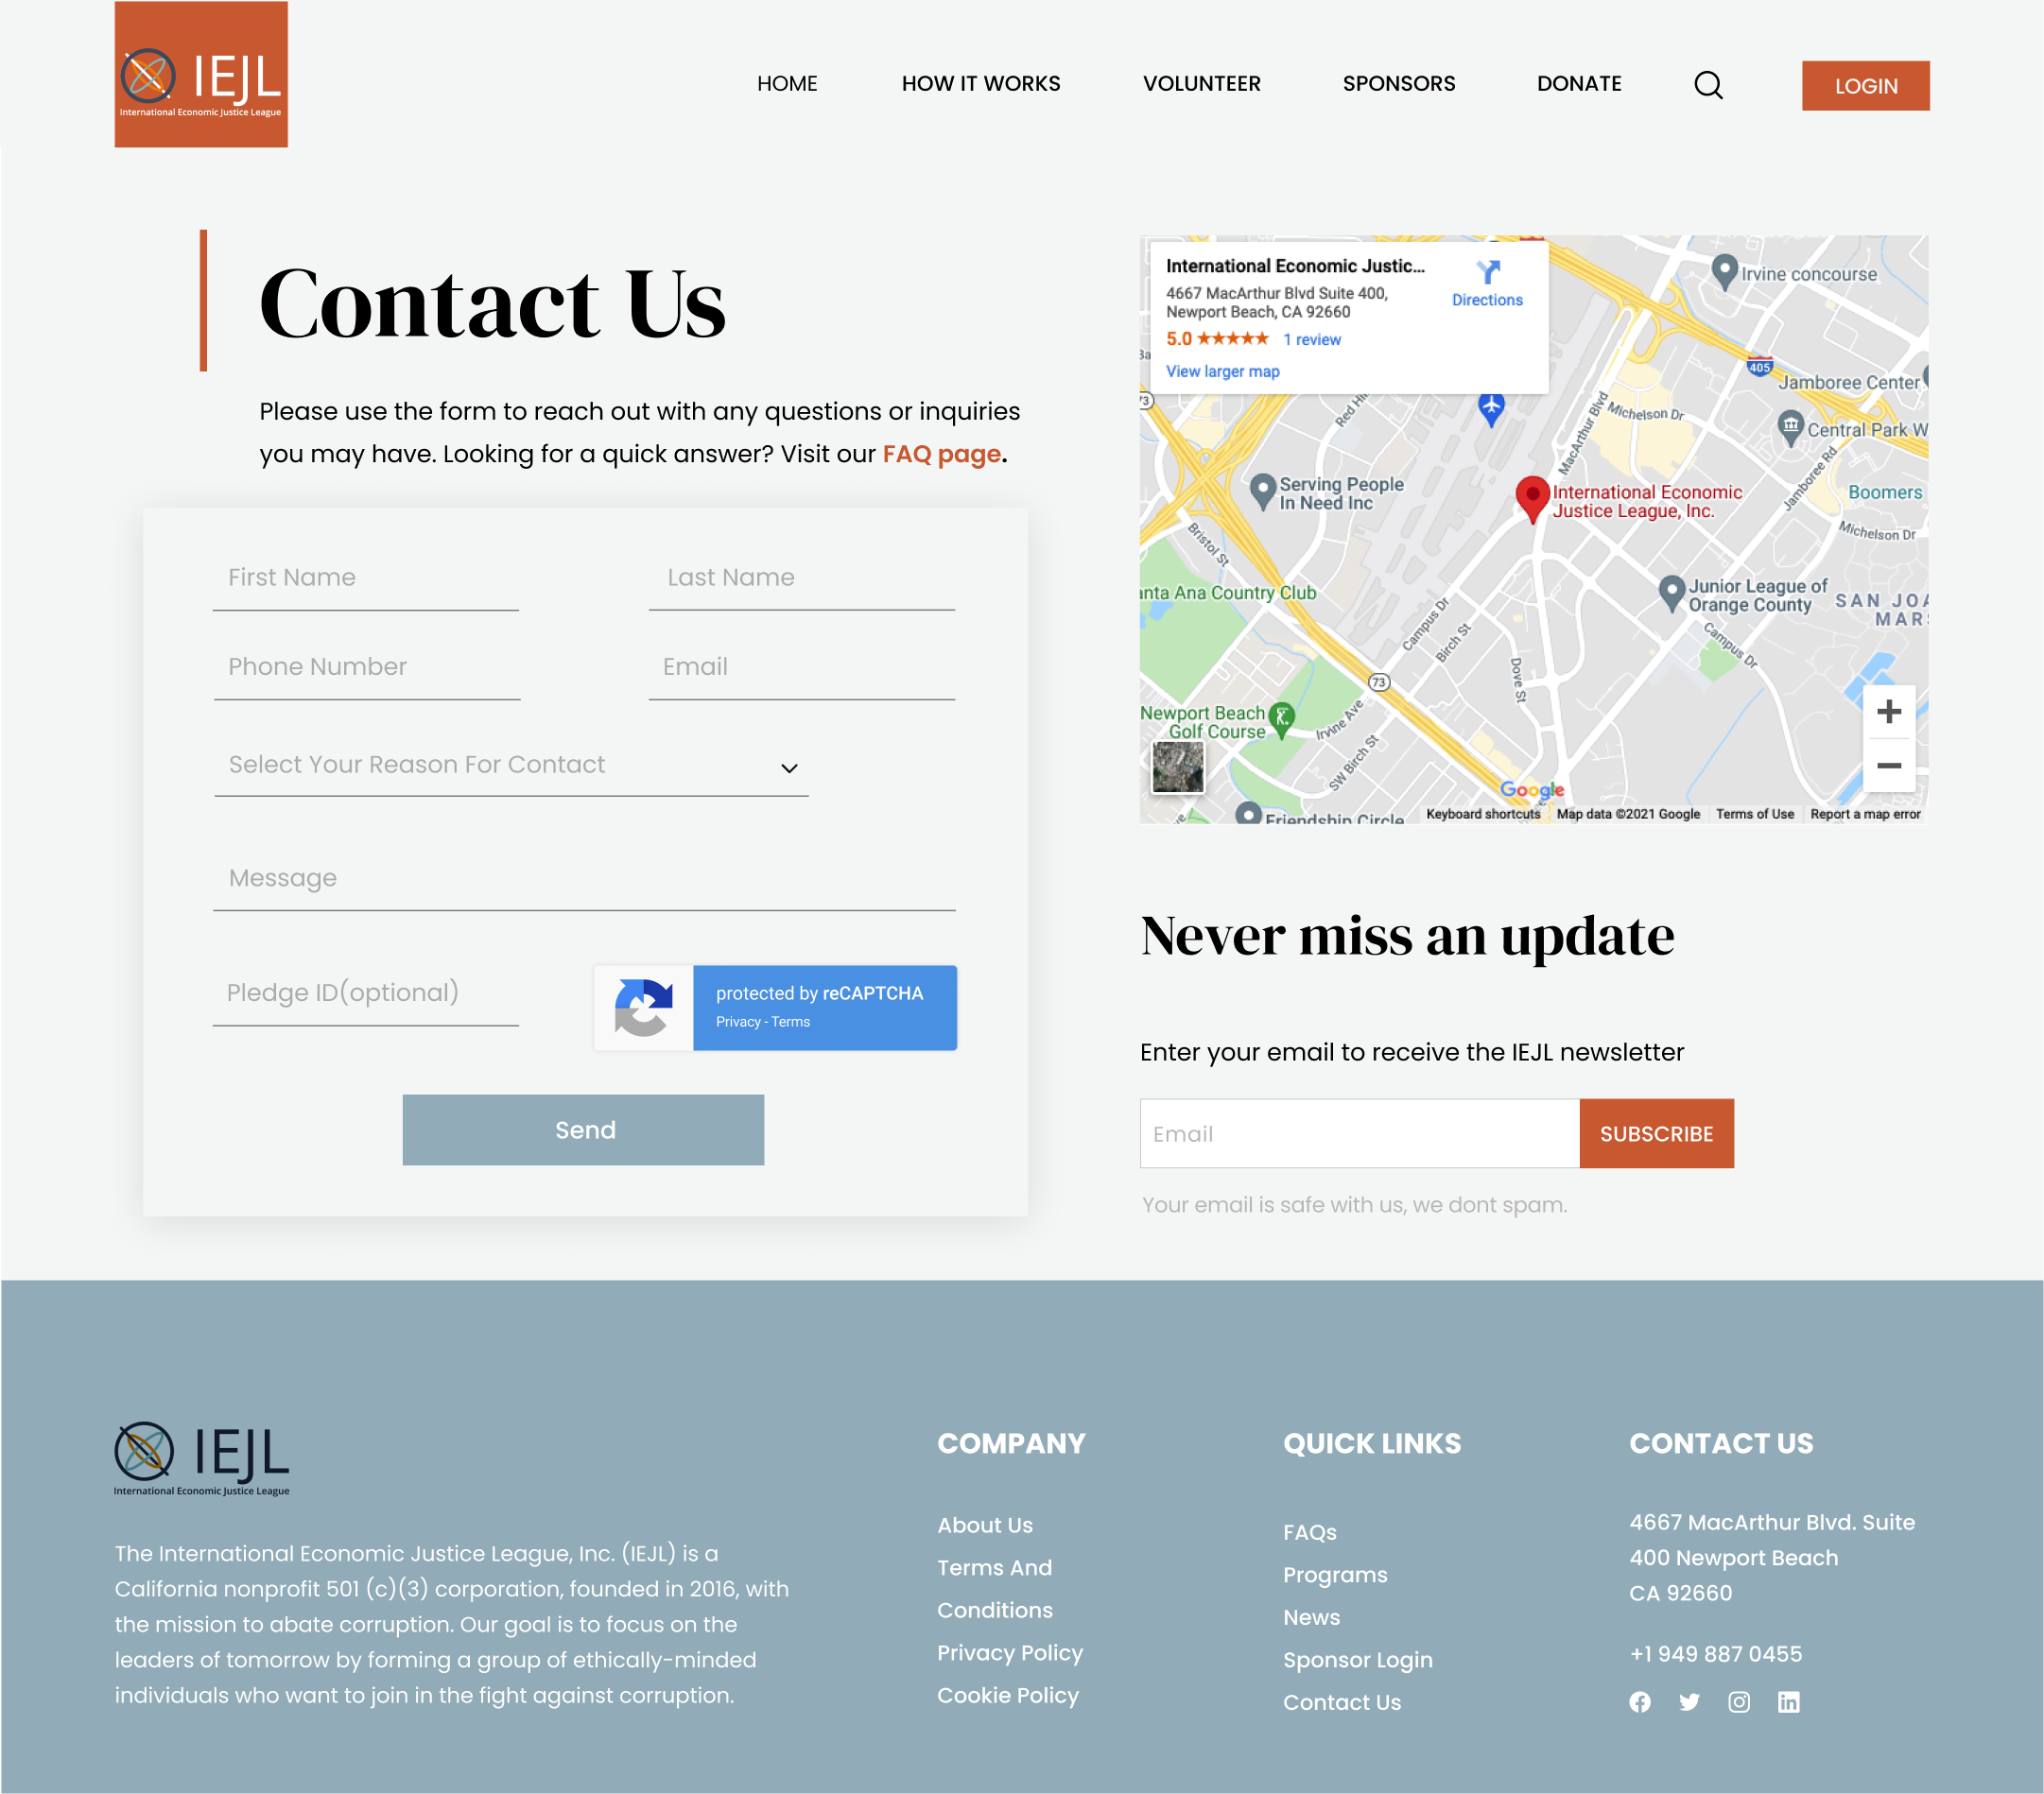 IEJL
International Economic Justice League
HOME
HOW IT WORKS
VOLUNTEER
SPONSORS
DONATE
LOGIN
Contact Us
Please use the form to reach out with any questions or inquiries
you may have. Looking for a quick answer? Visit our FAQ page.
First Name
Last Name
Phone Number
Email
Select Your Reason For Contact
Message
Pledge ID(optional)
protected by reCAPTCHA
Privacy - Terms
Send
International Economic Justic...
4667 MacArthur Blvd Suite 400,
Newport Beach, CA 92660
5.0
1 review
View larger map
Directions
Irvine concourse
405
Jamboree Center
Michelson Dr
MacArthur Blvd
Central Park W
Jamboree Rd
Serving People
In Need Inc
International Economic
Justice League, Inc.
Boomers
Michelson Dr
Bristol St
anta Ana Country Club
Junior League of
Orange County
SAN JOA
MAR
Campus Dr
Birch St
Campus Dr
Dove St
73
Newport Beach
Golf Course
Irvine Ave
SW Birch St
Google
Friendship Circle
Keyboard shortcuts
Map data ©2021 Google
Terms of Use
Report a map error
Never miss an update
Enter your email to receive the IEJL newsletter
Email
SUBSCRIBE
Your email is safe with us, we dont spam.
IEJL
International Economic Justice League
The International Economic Justice League, Inc. (IEJL) is a
California nonprofit 501 (c)(3) corporation, founded in 2016, with
the mission to abate corruption. Our goal is to focus on the
leaders of tomorrow by forming a group of ethically-minded
individuals who want to join in the fight against corruption.
COMPANY
About Us
Terms And
Conditions
Privacy Policy
Cookie Policy
QUICK LINKS
FAQs
Programs
News
Sponsor Login
Contact Us
CONTACT US
4667 MacArthur Blvd. Suite
400 Newport Beach
CA 92660
+1 949 887 0455